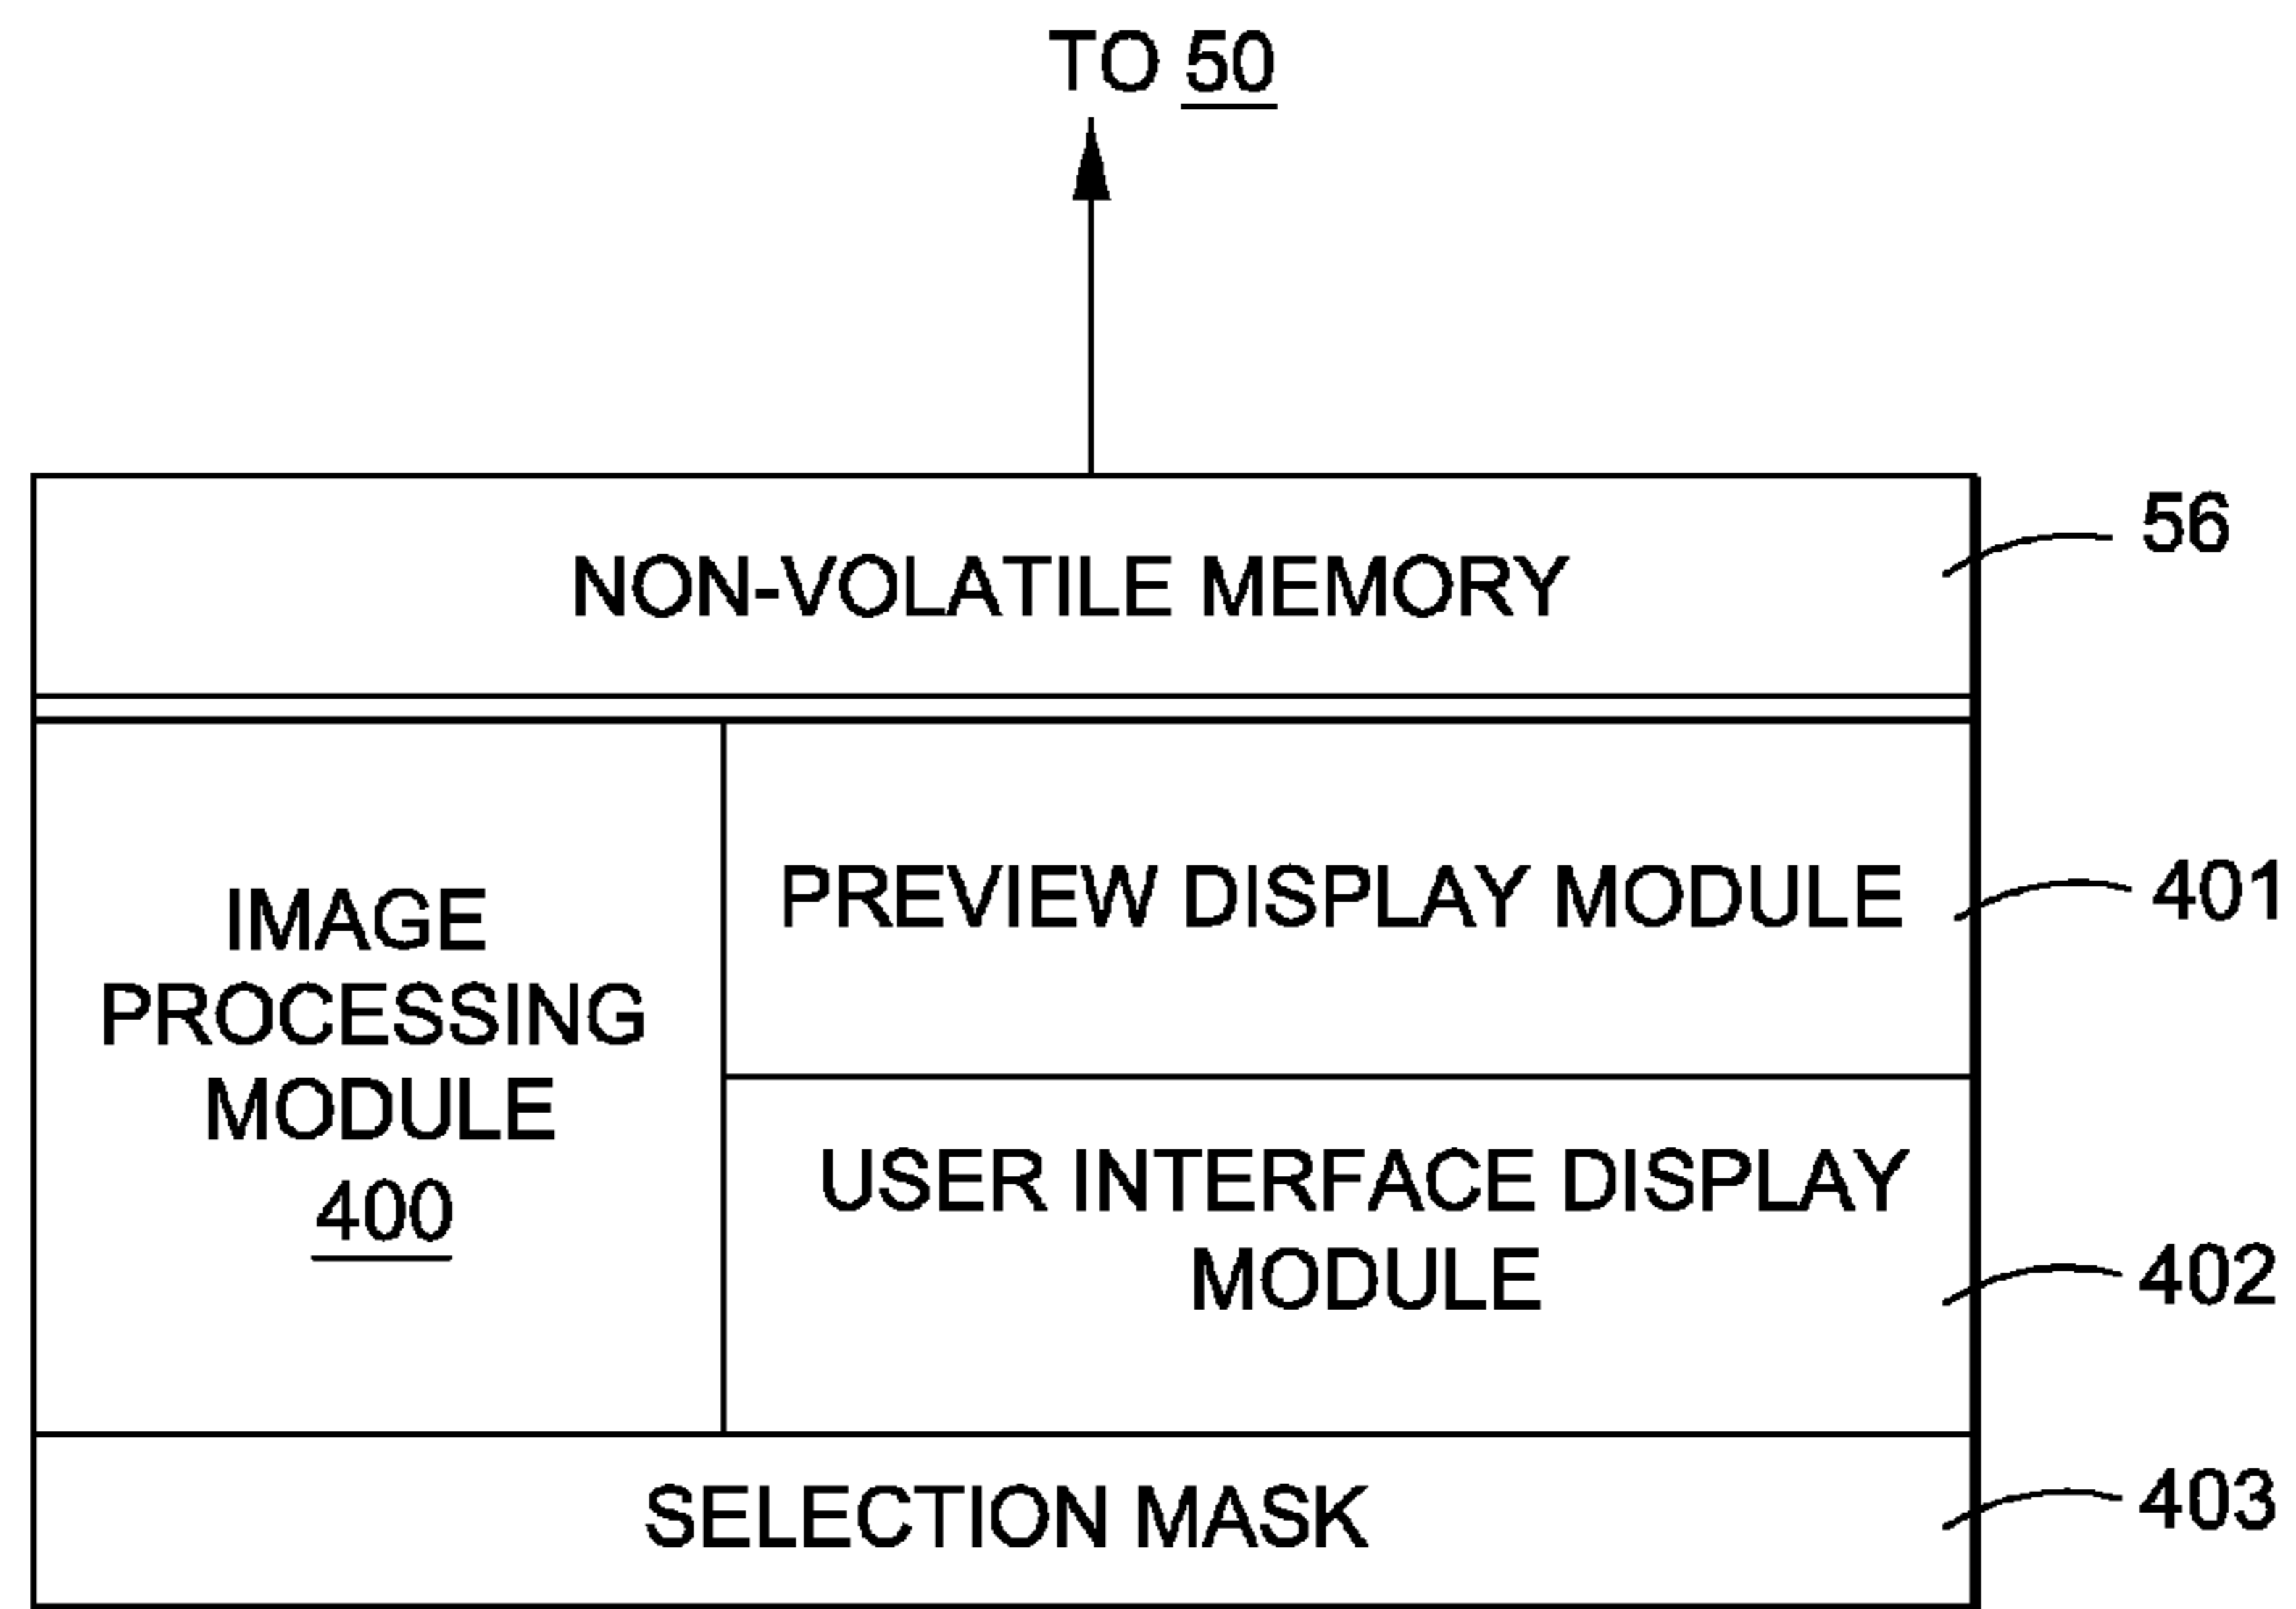 TO 50
NON-VOLATILE MEMORY
56
IMAGE
PROCESSING
MODULE
400
PREVIEW DISPLAY MODULE
401
USER INTERFACE DISPLAY
MODULE
402
SELECTION MASK
403